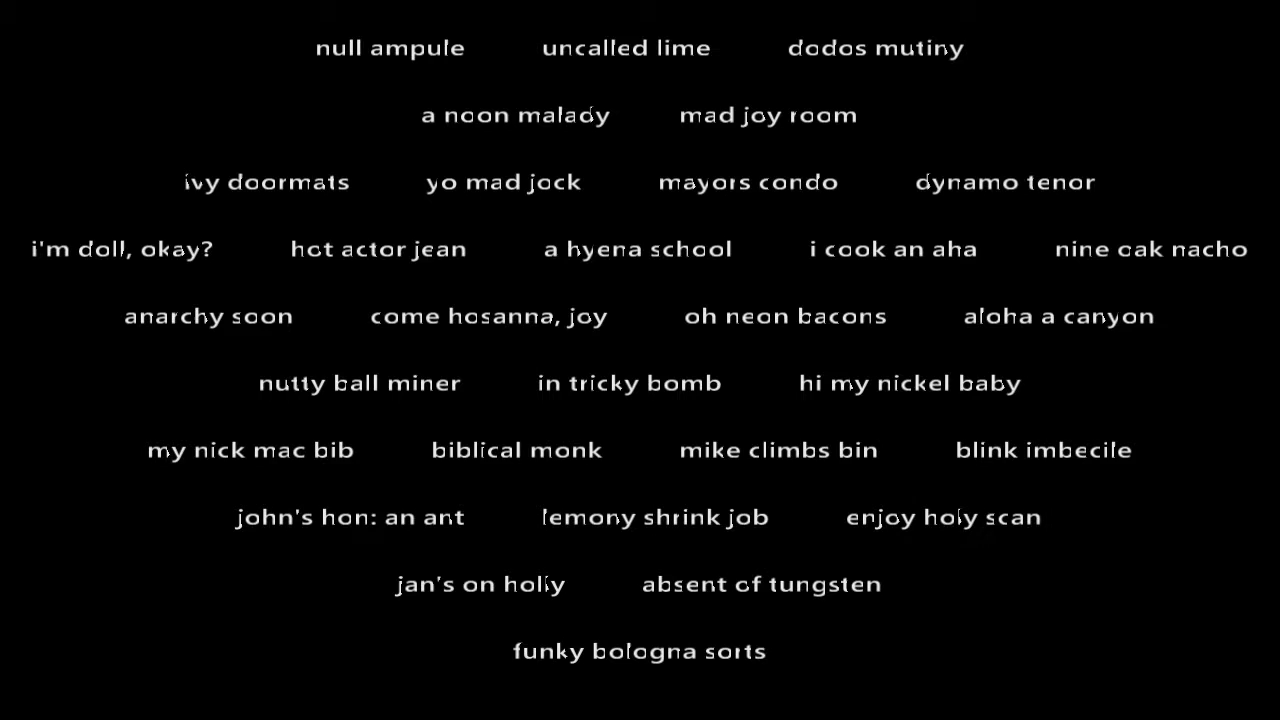 null ampule uncalled lime dodos mutiny
a noon malady mad joy room
ivy doormats yo mad jock mayors condo dynamo tenor
i'm doll, okay? hot actor jean a hyena school i cook an aha nine oak nacho
anarchy soon come hosanna, joy oh neon bacons aloha a canyon
nutty ball miner in tricky bomb hi my nickel baby
my nick mac bib biblical monk mike climbs bin blink imbecile
john's hon: an ant lemony shrink job enjoy holy scan
jan's on holly absent of tungsten
funky bologna sorts